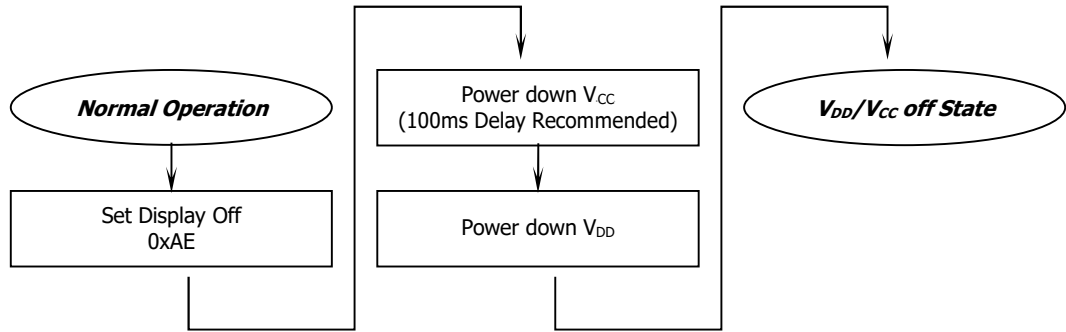 Normal Operation
Set Display Off
0xAE
Power down VCC
(100ms Delay Recommended)
Power down VDD
VDD/VCC off State